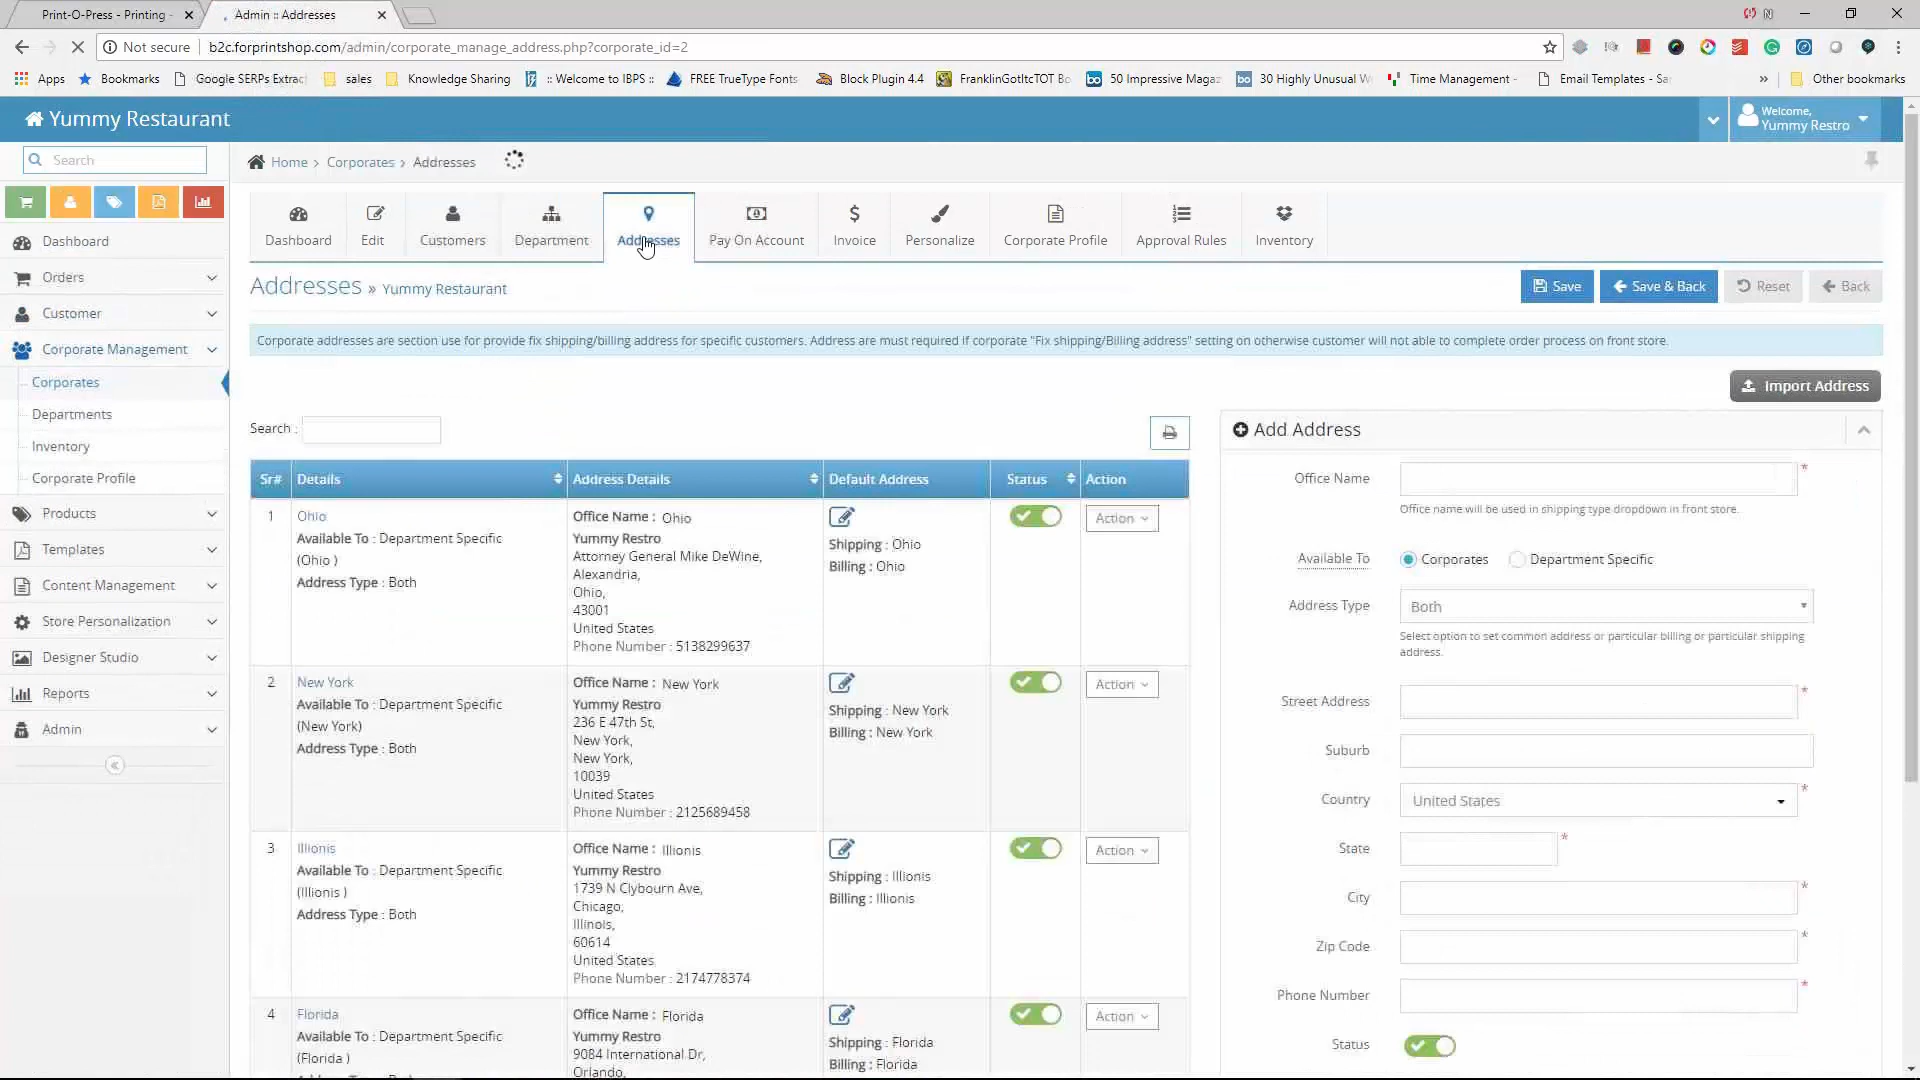 Print-O-Press - Printing -
Admin :: Addresses
N
Not secure
b2c.forprintshop.com/admin/corporate_manage_address.php?corporate_id=2
Apps
Bookmarks
Google SERPs Extrac
sales
Knowledge Sharing
:: Welcome to IBPS ::
FREE TrueType Fonts
Block Plugin 4.4
FranklinGotItcTOT Bo
50 Impressive Magaz
30 Highly Unusual W
Time Management -
Email Templates - Sa
»
Other bookmarks
Yummy Restaurant
Welcome,
Yummy Restro
Search
Home > Corporates > Addresses
Dashboard
Edit
Customers
Department
Addresses
Pay On Account
Invoice
Personalize
Corporate Profile
Approval Rules
Inventory
Dashboard
Orders
Customer
Corporate Management
Corporates
Departments
Inventory
Corporate Profile
Products
Templates
Content Management
Store Personalization
Designer Studio
Reports
Admin
Addresses » Yummy Restaurant
Save
Save & Back
Reset
Back
Corporate addresses are section use for provide fix shipping/billing address for specific customers. Address are must required if corporate "Fix shipping/Billing address" setting on otherwise customer will not able to complete order process on front store.
Import Address
Search :
Sr#
Details
Address Details
Default Address
Status
Action
1
Ohio
Available To : Department Specific
(Ohio )
Address Type : Both
Office Name : Ohio
Yummy Restro
Attorney General Mike DeWine,
Alexandria,
Ohio,
43001
United States
Phone Number : 5138299637
Shipping : Ohio
Billing : Ohio
Action
2
New York
Available To : Department Specific
(New York)
Address Type : Both
Office Name : New York
Yummy Restro
236 E 47th St,
New York,
New York,
10039
United States
Phone Number : 2125689458
Shipping : New York
Billing : New York
Action
3
Illionis
Available To : Department Specific
(Illionis )
Address Type : Both
Office Name : Illionis
Yummy Restro
1739 N Clybourn Ave,
Chicago,
Illinois,
60614
United States
Phone Number : 2174778374
Shipping : Illionis
Billing : Illionis
Action
4
Florida
Available To : Department Specific
(Florida )
Office Name : Florida
Yummy Restro
9084 International Dr,
Orlando,
Shipping : Florida
Billing : Florida
Action
Add Address
Office Name *
Office name will be used in shipping type dropdown in front store.
Available To
Corporates
Department Specific
Address Type
Both
Select option to set common address or particular billing or particular shipping
address.
Street Address *
Suburb
Country
United States *
State *
City *
Zip Code *
Phone Number *
Status